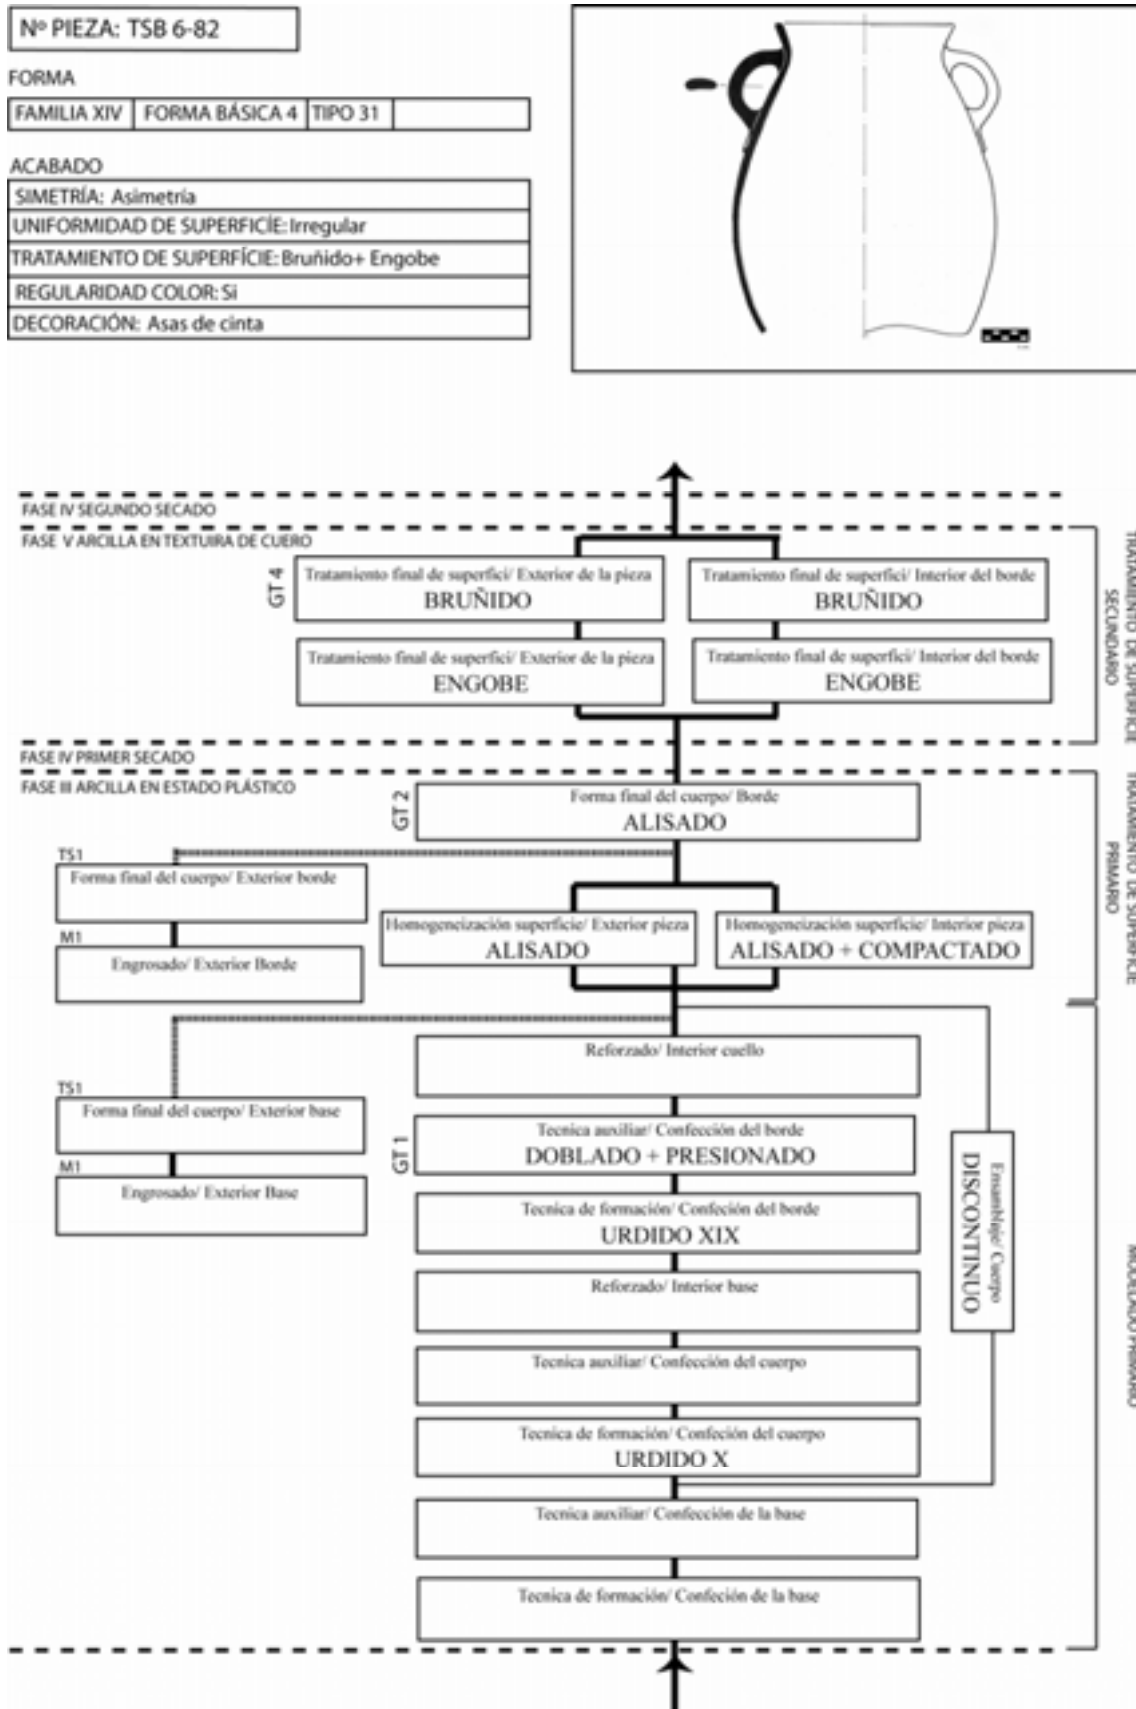 Nº PIEZA: TSB 6-82
FORMA
FAMILIA XIV FORMA BÁSICA 4 TIPO 31
ACABADO
SIMETRÍA: Asimetría
UNIFORMIDAD DE SUPERFICÍE: Irregular
TRATAMIENTO DE SUPERFÍCIE: Bruñido+ Engobe
REGULARIDAD COLOR: Si
DECORACIÓN: Asas de cinta
FASE IV SEGUNDO SECADO
FASE V ARCILLA EN TEXTUIRA DE CUERO
GT 4
Tratamiento final de superfici/ Exterior de la pieza
BRUÑIDO
Tratamiento final de superfici/ Interior del borde
BRUÑIDO
Tratamiento final de superfici/ Exterior de la pieza
ENGOBE
Tratamiento final de superfici/ Interior del borde
ENGOBE
TRATAMIENTO DE SUPERFICIE
SECUNDARIO
FASE IV PRIMER SECADO
FASE III ARCILLA EN ESTADO PLÁSTICO
GT 2
Forma final del cuerpo/ Borde
ALISADO
TS1
Forma final del cuerpo/ Exterior borde
M1
Engrosado/ Exterior Borde
Homogeneización superficie/ Exterior pieza
ALISADO
Homogeneización superficie/ Interior pieza
ALISADO + COMPACTADO
TRATAMIENTO DE SUPERFICIE
PRIMARIO
Reforzado/ Interior cuello
TS1
Forma final del cuerpo/ Exterior base
M1
Engrosado/ Exterior Base
GT 1
Tecnica auxiliar/ Confección del borde
DOBLADO + PRESIONADO
Tecnica de formación/ Confeción del borde
URDIDO XIX
Reforzado/ Interior base
Tecnica auxiliar/ Confección del cuerpo
Tecnica de formación/ Confeción del cuerpo
URDIDO X
Ensamblaje/ Cuerpo
DISCONTINUO
Tecnica auxiliar/ Confección de la base
Tecnica de formación/ Confeción de la base
MODELADO PRIMARIO